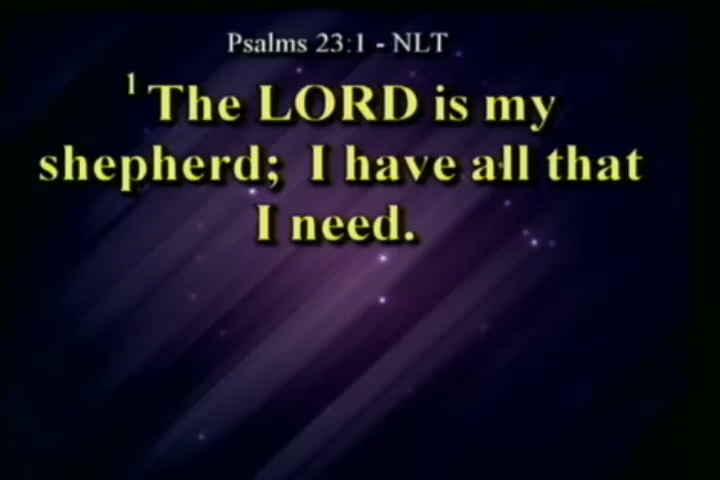 Psalms 23:1 - NLT
1 The LORD is my
shepherd; I have all that
I need.